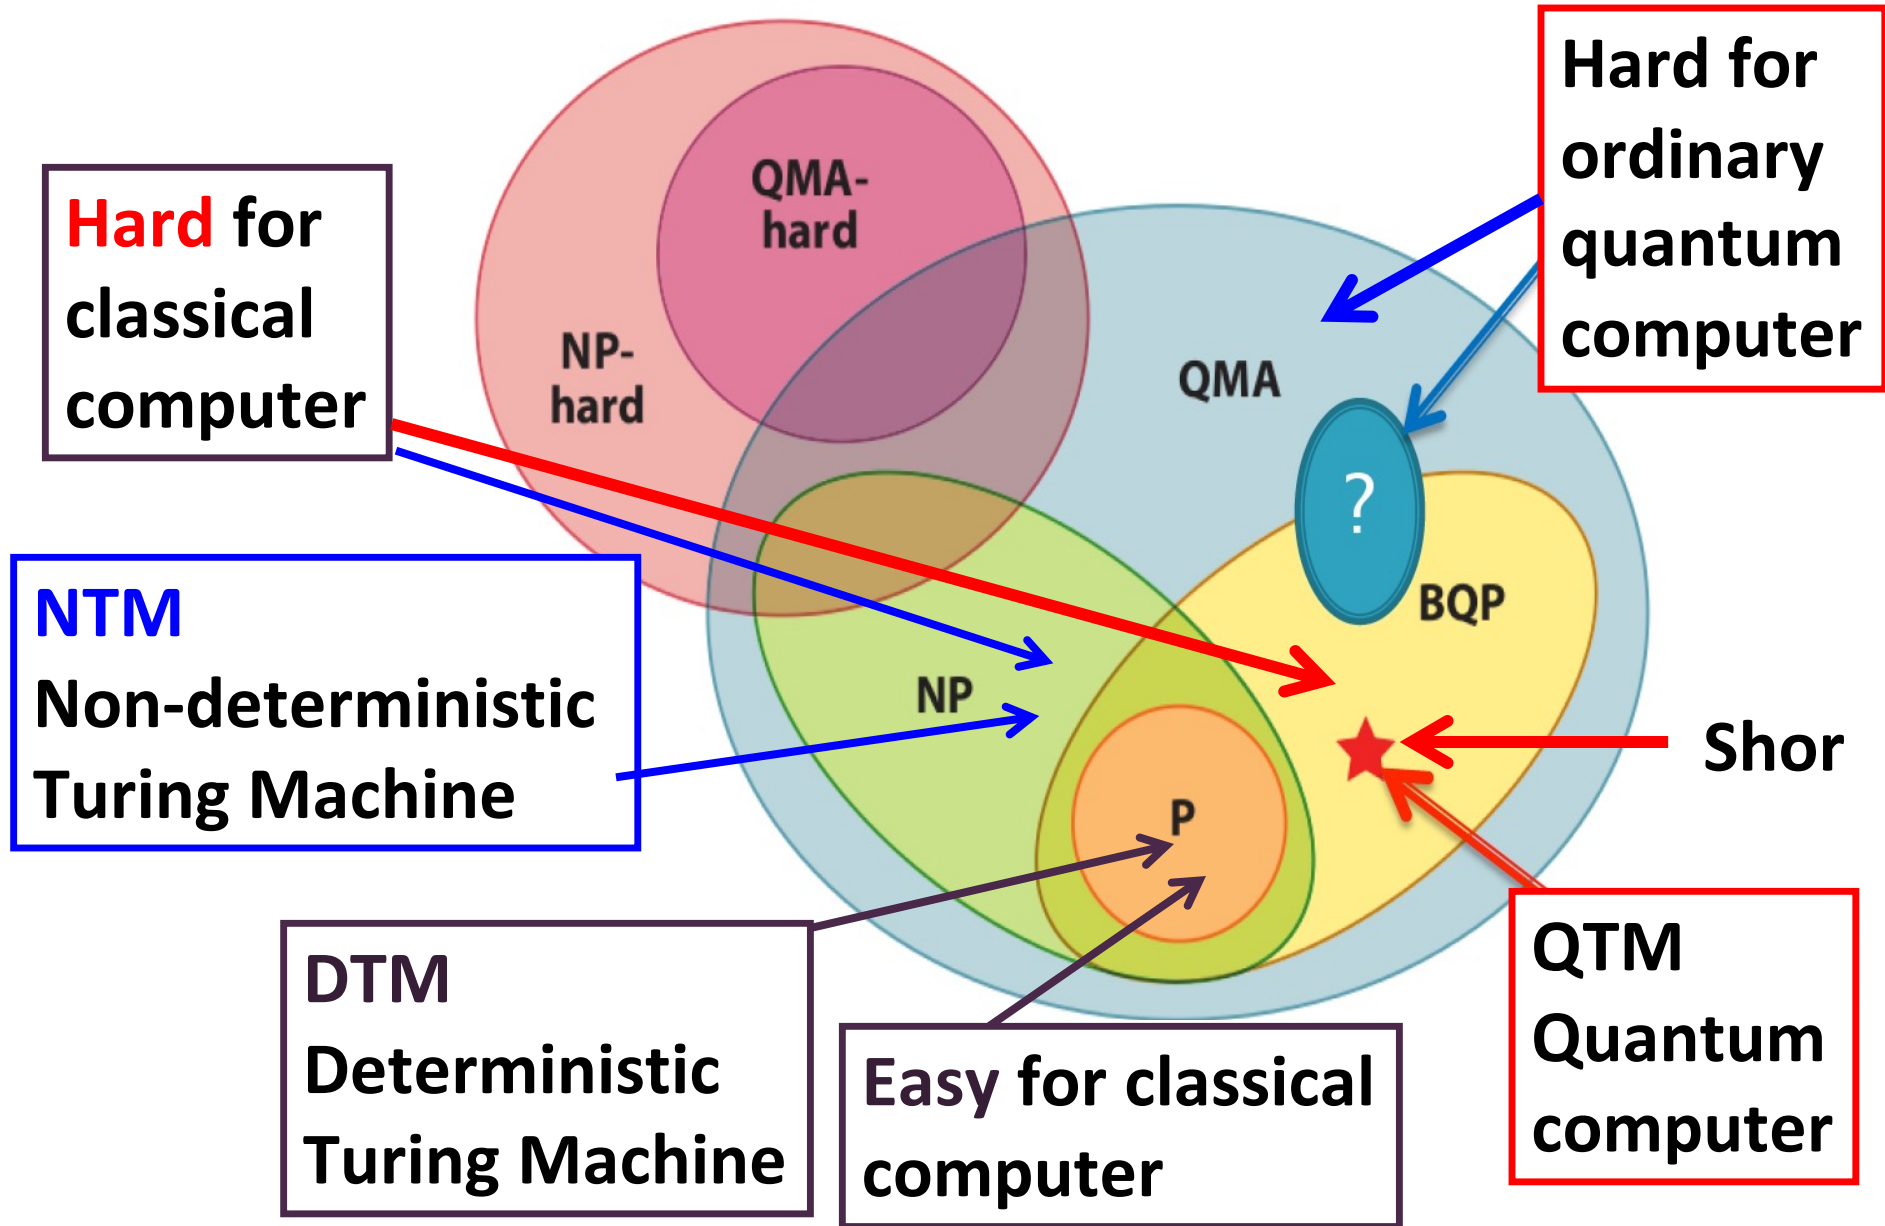 Hard for
ordinary
quantum
computer
QMA-
hard
Hard for
classical
computer
NP-
hard
QMA
?
BQP
NTM
Non-deterministic
Turing Machine
NP
Shor
P
DTM
Deterministic
Turing Machine
Easy for classical
computer
QTM
Quantum
computer